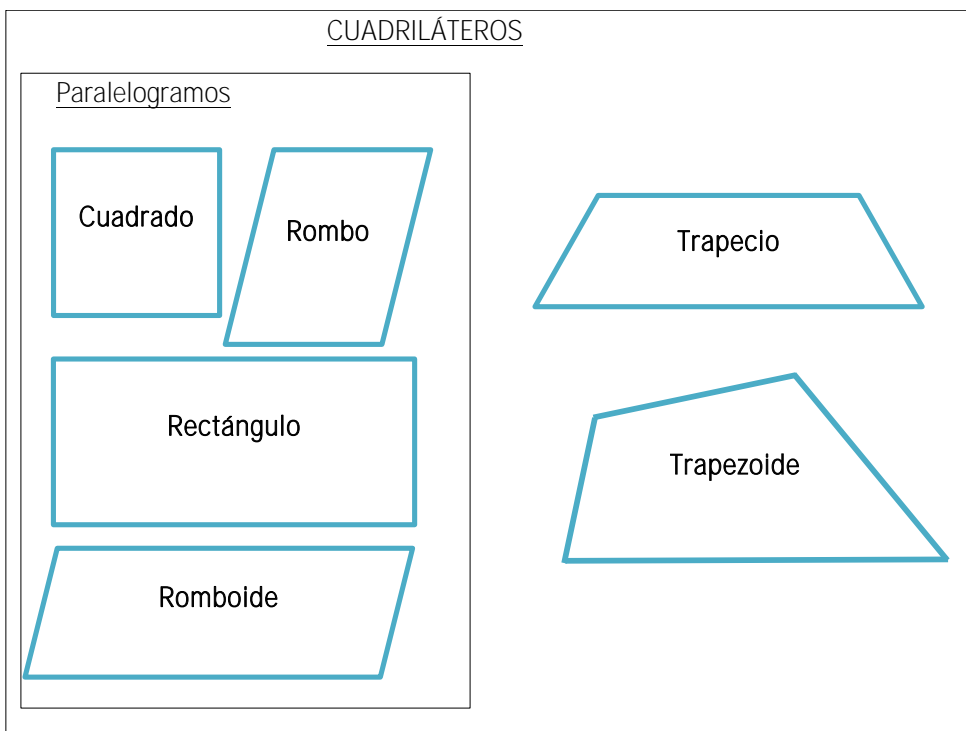 CUADRILÁTEROS
Paralelogramos
Cuadrado
Rombo
Rectángulo
Romboide
Trapecio
Trapezoide